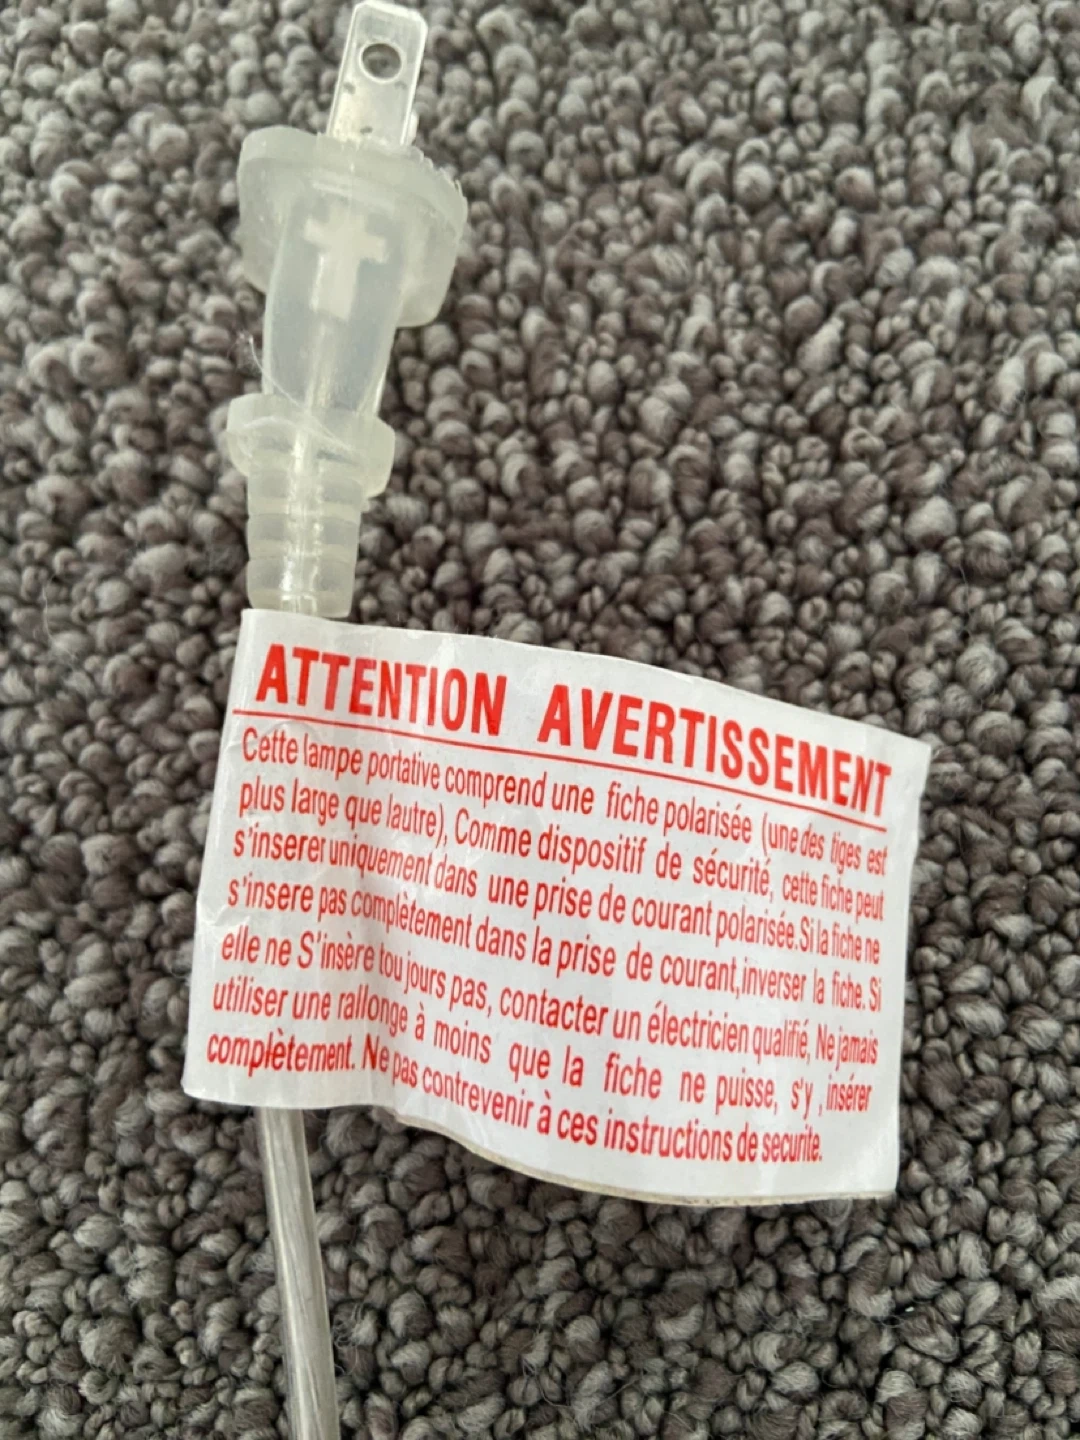 ATTENTION AVERTISSEMENT
Cette lampe portative comprend une fiche polarisée (une des tiges est
plus large que lautre), Comme dispositif de sécurité, cette fiche peut
s'inserer uniquement dans une prise de courant polarisée.Si la fiche ne
s'insere pas complètement dans la prise de courant,inverser la fiche. Si
elle ne S'insère tou jours pas, contacter un électricien qualifié, Ne jamais
utiliser une rallonge à moins que la fiche ne puisse, s'y , insérer
complètement. Ne pas contrevenir à ces instructions de securite.